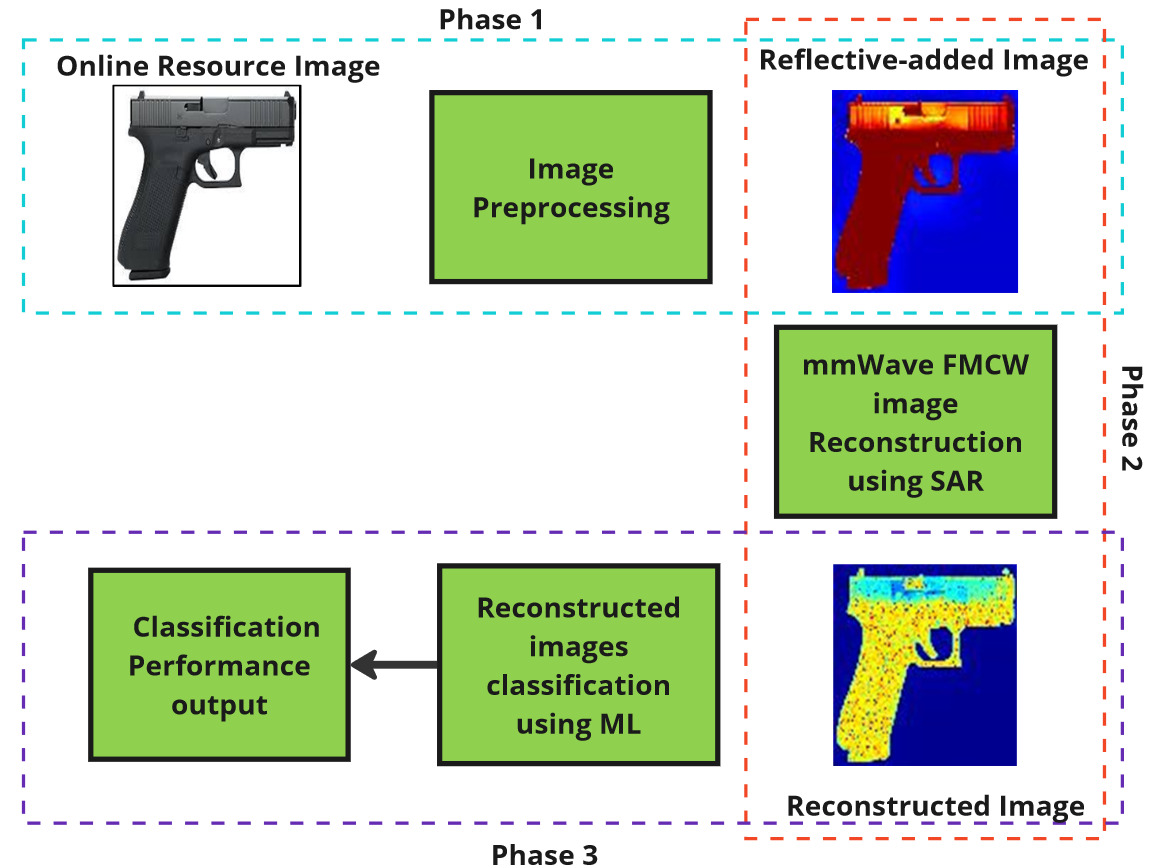 Phase 1
Online Resource Image
Reflective-added Image
Image
Preprocessing
mmWave FMCW
image
Reconstruction
using SAR
Phase 2
Classification
Performance
output
Reconstructed
images
classification
using ML
Reconstructed Image
Phase 3